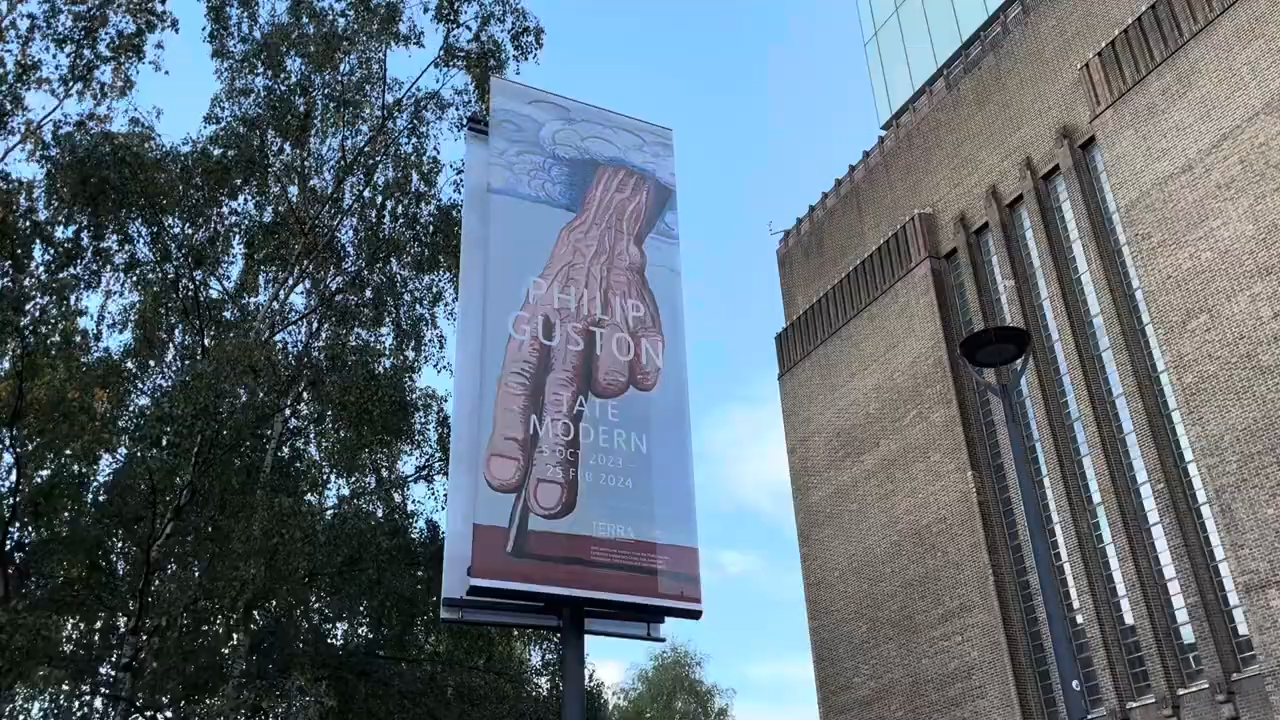 PHILIP
GUSTON
TATE
MODERN
5 OCT 2023 –
25 FEB 2024
TERRA